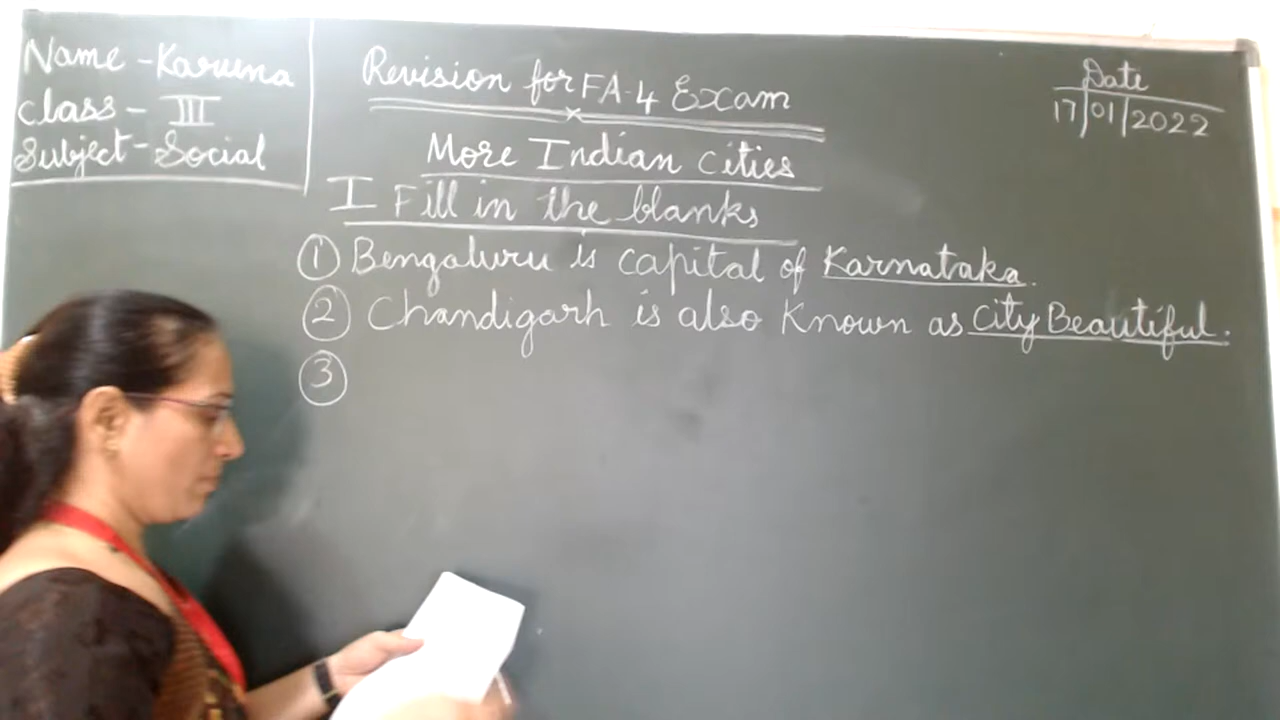 Name - Karuna
Class - III
Subject - Social
Revision for FA-4 Exam
Date
17/01/2022
More Indian cities
I Fill in the blanks
① Bengaluru is capital of Karnataka.
② Chandigarh is also Known as City Beautiful.
③